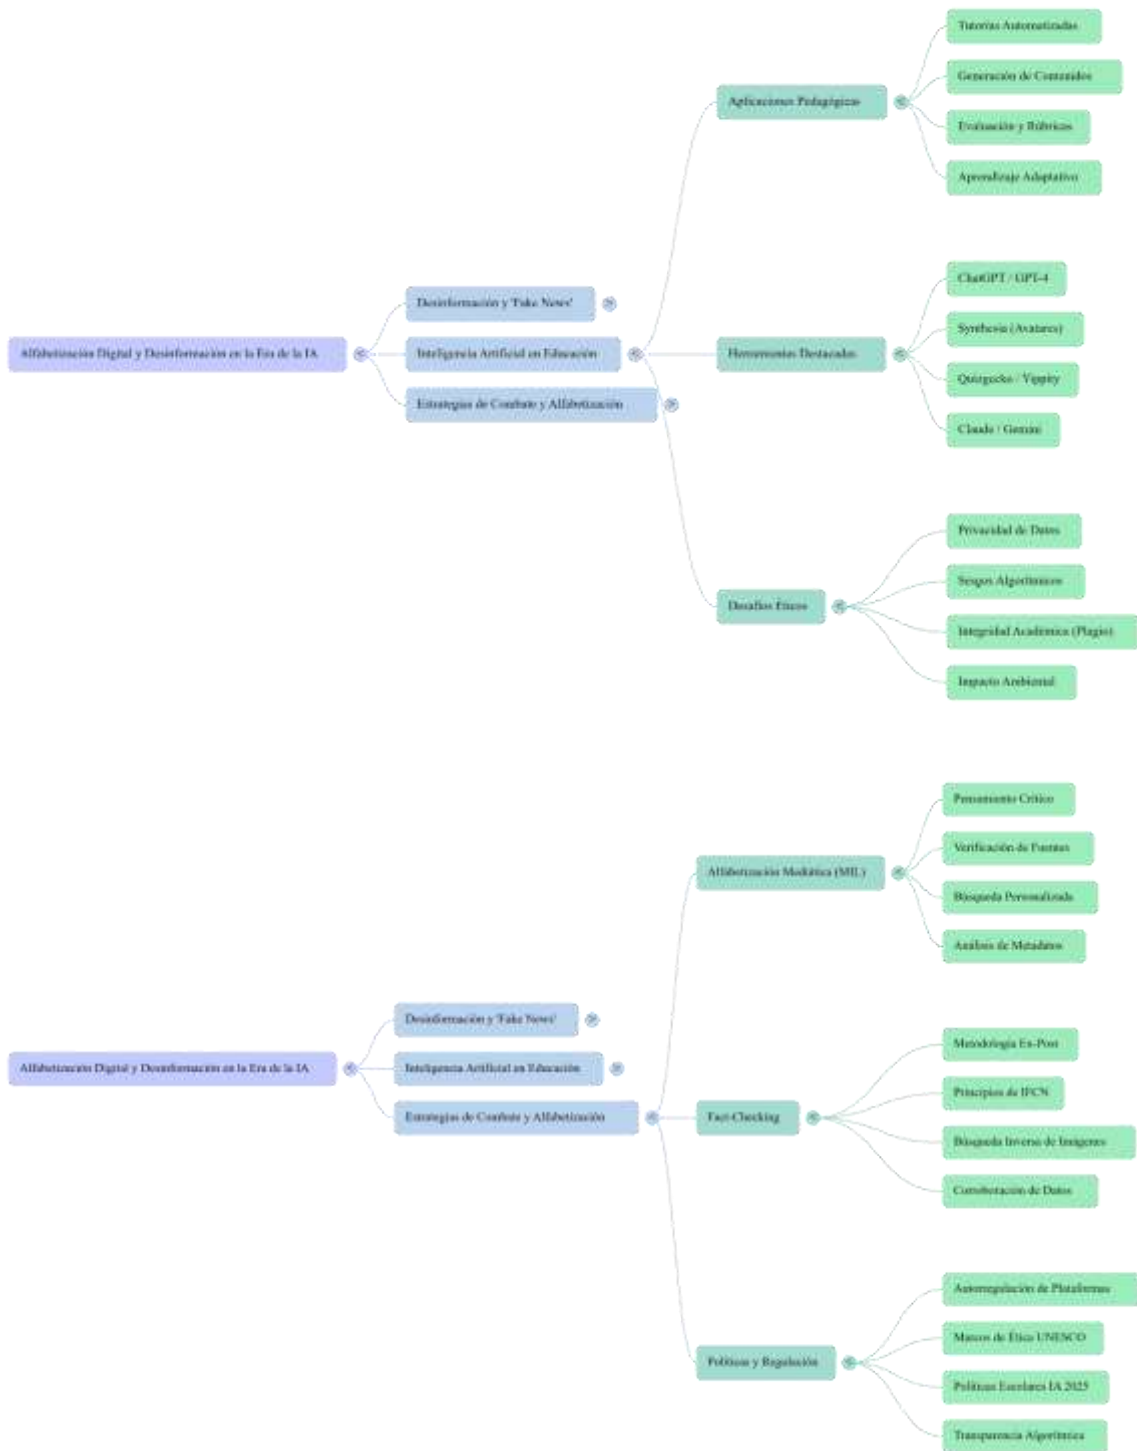 Tutorías Automatizadas
Generación de Contenidos
Aplicaciones Pedagógicas
Evaluación y Rúbricas
Aprendizaje Adaptativo
ChatGPT / GPT-4
Desinformación y 'Fake News'
Synthesia (Avatares)
Alfabetización Digital y Desinformación en la Era de la IA
Inteligencia Artificial en Educación
Herramientas Destacadas
Quizgecko / Yippity
Estrategias de Combate y Alfabetización
Claude / Gemini
Privacidad de Datos
Sesgos Algorítmicos
Desafíos Éticos
Integridad Académica (Plagio)
Impacto Ambiental
Pensamiento Crítico
Verificación de Fuentes
Alfabetización Mediática (MIL)
Búsqueda Personalizada
Análisis de Metadatos
Desinformación y 'Fake News'
Metodología Ex-Post
Alfabetización Digital y Desinformación en la Era de la IA
Inteligencia Artificial en Educación
Principios de IFCN
Estrategias de Combate y Alfabetización
Fact-Checking
Búsqueda Inversa de Imágenes
Corroboración de Datos
Autorregulación de Plataformas
Marcos de Ética UNESCO
Políticas y Regulación
Políticas Escolares IA 2025
Transparencia Algorítmica